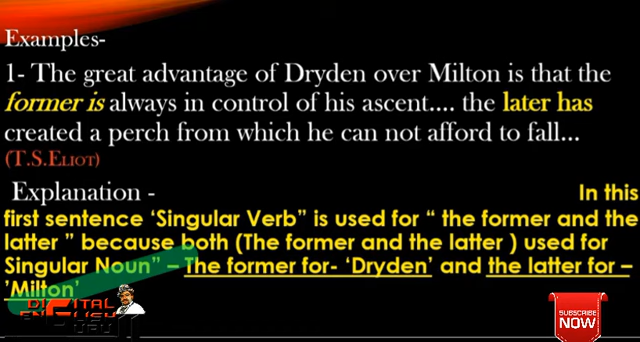 Examples-
1- The great advantage of Dryden over Milton is that the
former is always in control of his ascent.... the later has
created a perch from which he can not afford to fall...
(T.S.ELIOT)
Explanation - In this
first sentence ‘Singular Verb” is used for “ the former and the
latter ” because both (The former and the latter ) used for
Singular Noun” – The former for- ‘Dryden’ and the latter for –
’Milton’
DIGITAL
ENGLISH
SUBSCRIBE
NOW